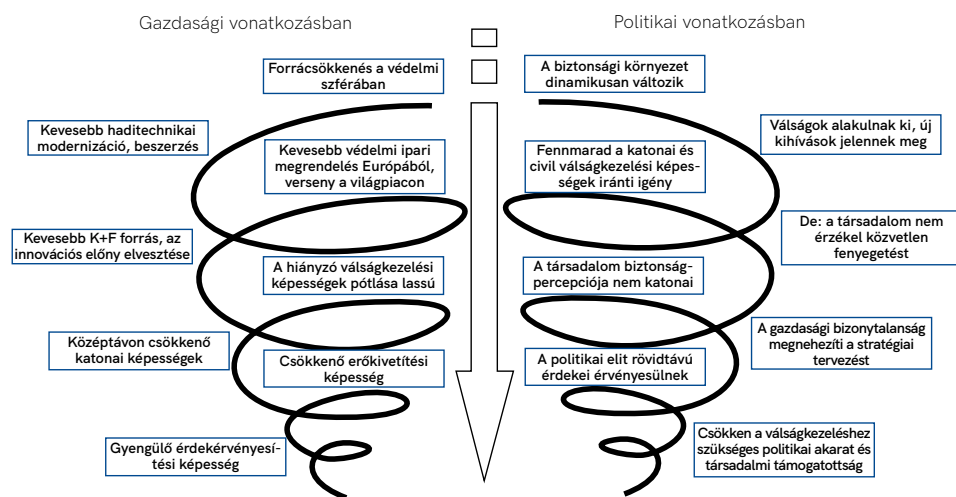 Gazdasági vonatkozásban
Forráscsökkenés a védelmi
szférában
Kevesebb haditechnikai
modernizáció, beszerzés
Kevesebb védelmi ipari
megrendelés Európából,
verseny a világpiacon
Kevesebb K+F forrás, az
innovációs előny elvesztése
A hiányzó válságkezelési
képességek pótlása lassú
Középtávon csökkenő
katonai képességek
Csökkenő erőkivetítési
képesség
Gyengülő érdekérvényesí-
tési képesség
Politikai vonatkozásban
A biztonsági környezet
dinamikusan változik
Válságok alakulnak ki, új
kihívások jelennek meg
Fennmarad a katonai és
civil válságkezelési képes-
ségek iránti igény
De: a társadalom nem
érzékel közvetlen
fenyegetést
A társadalom biztonság-
percepciója nem katonai
A gazdasági bizonytalanság
megnehezíti a stratégiai
tervezést
A politikai elit rövidtávú
érdekei érvényesülnek
Csökken a válságkezeléshez
szükséges politikai akarat és
társadalmi támogatottság